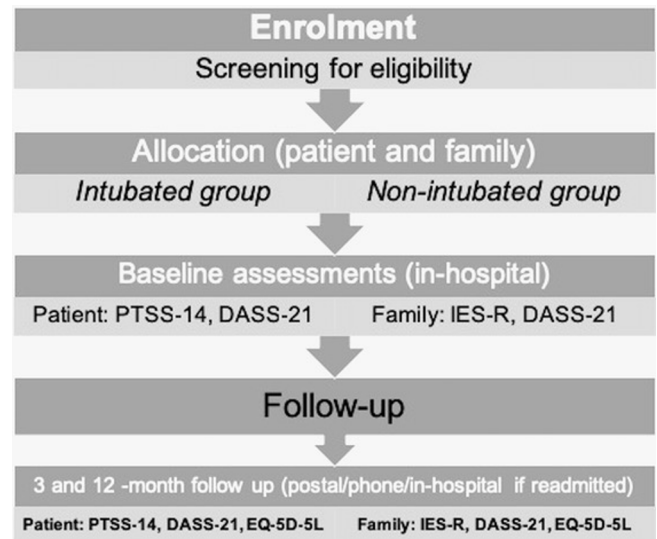 Enrolment
Screening for eligibility
Allocation (patient and family)
Intubated group Non-intubated group
Baseline assessments (in-hospital)
Patient: PTSS-14, DASS-21 Family: IES-R, DASS-21
Follow-up
3 and 12 -month follow up (postal/phone/in-hospital if readmitted)
Patient: PTSS-14, DASS-21, EQ-5D-5L Family: IES-R, DASS-21, EQ-5D-5L